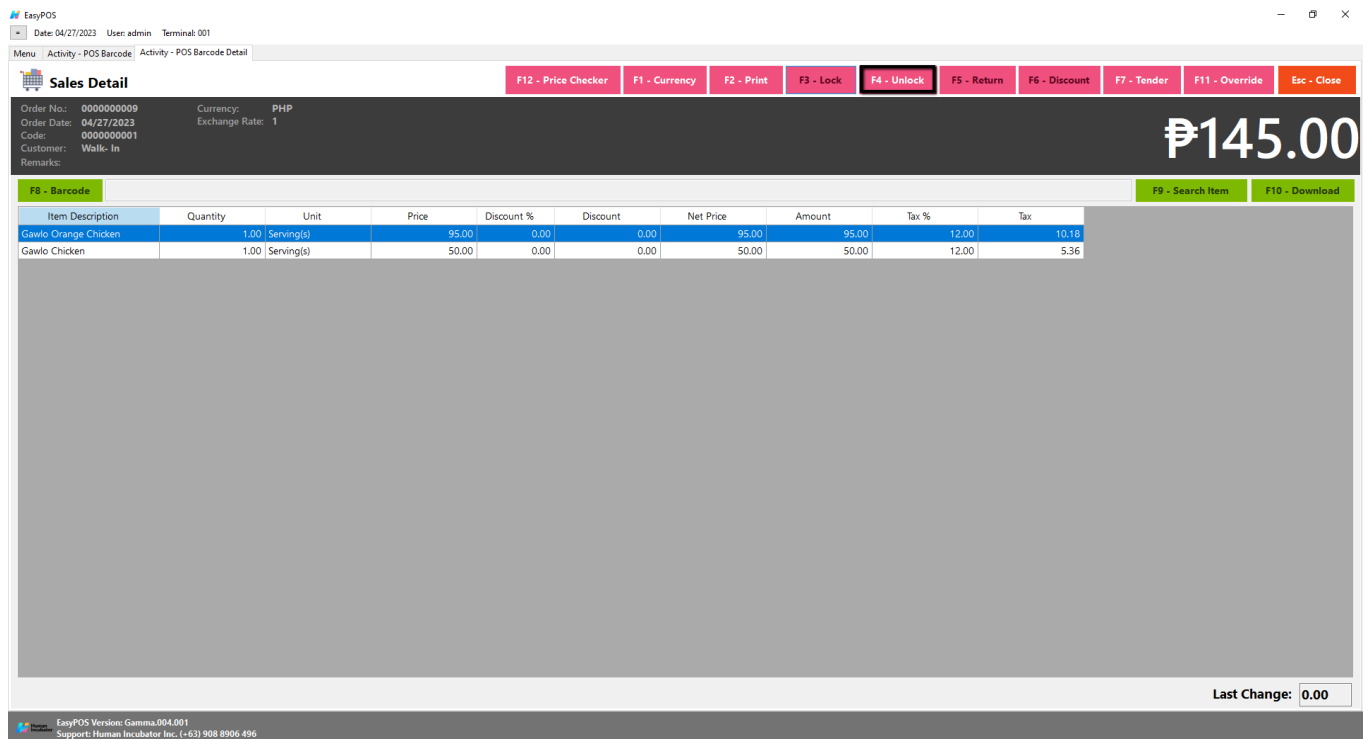 EasyPOS
Date: 04/27/2023 User: admin Terminal: 001
Menu Activity - POS Barcode Activity - POS Barcode Detail
Sales Detail F12 - Price Checker F1 - Currency F2 - Print F3 - Lock F4 - Unlock F5 - Return F6 - Discount F7 - Tender F11 - Override Esc - Close
Order No.: 0000000009 Currency: PHP
Order Date: 04/27/2023 Exchange Rate: 1
Code: 0000000001
Customer: Walk- In
Remarks:
₱145.00
F8 - Barcode F9 - Search Item F10 - Download
Item Description Quantity Unit Price Discount % Discount Net Price Amount Tax % Tax
Gawlo Orange Chicken 1.00 Serving(s) 95.00 0.00 0.00 95.00 95.00 12.00 10.18
Gawlo Chicken 1.00 Serving(s) 50.00 0.00 0.00 50.00 50.00 12.00 5.36
Last Change: 0.00
Human Incubator
EasyPOS Version: Gamma.004.001
Support: Human Incubator Inc. (+63) 908 8906 496